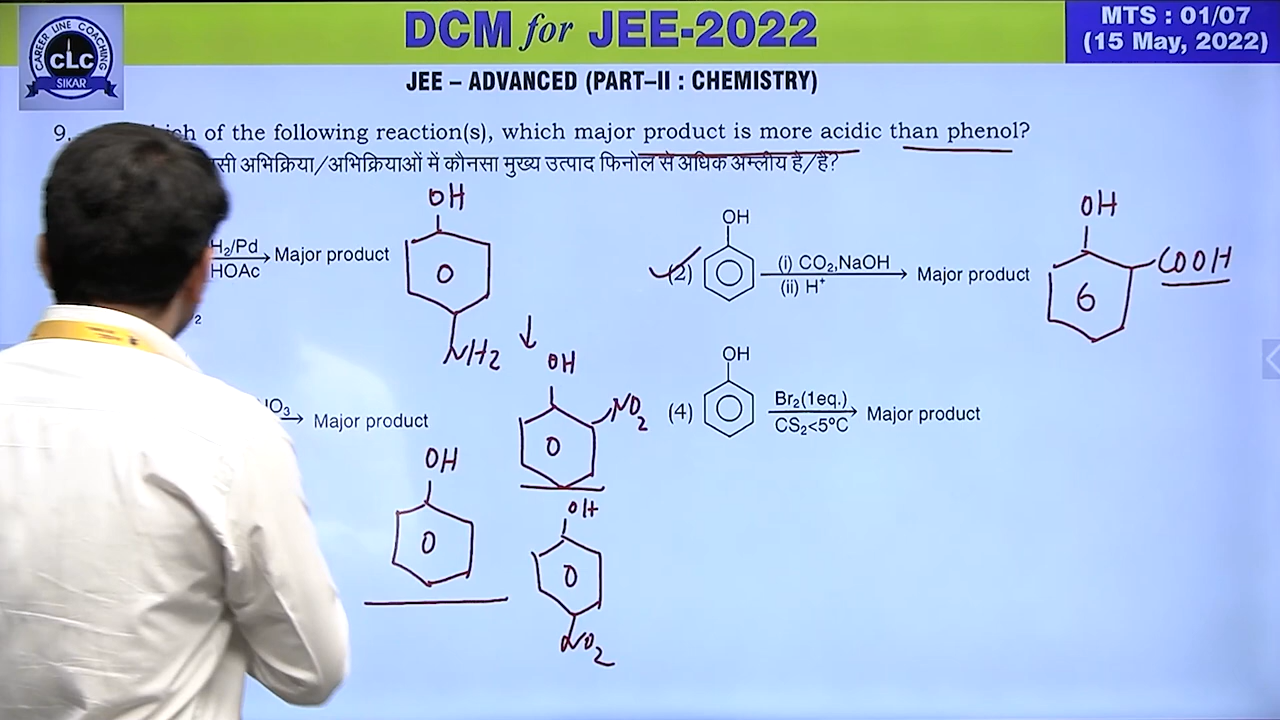 DCM for JEE-2022
MTS : 01/07
(15 May, 2022)
CAREER LINE COACHING
CLC
SIKAR
JEE – ADVANCED (PART–II : CHEMISTRY)
9. of the following reaction(s), which major product is more acidic than phenol?
अभिक्रिया/अभिक्रियाओं में कौनसा मुख्य उत्पाद फिनोल से अधिक अम्लीय है/हैं?
H₂/Pd
HOAc
Major product
OH
NH2
(2)
OH
(i) CO₂,NaOH
(ii) H⁺
Major product
OH
COOH
Major product
OH
OH
NO2
OH
NO2
(4)
OH
Br₂(1eq.)
CS₂<5ºC
Major product